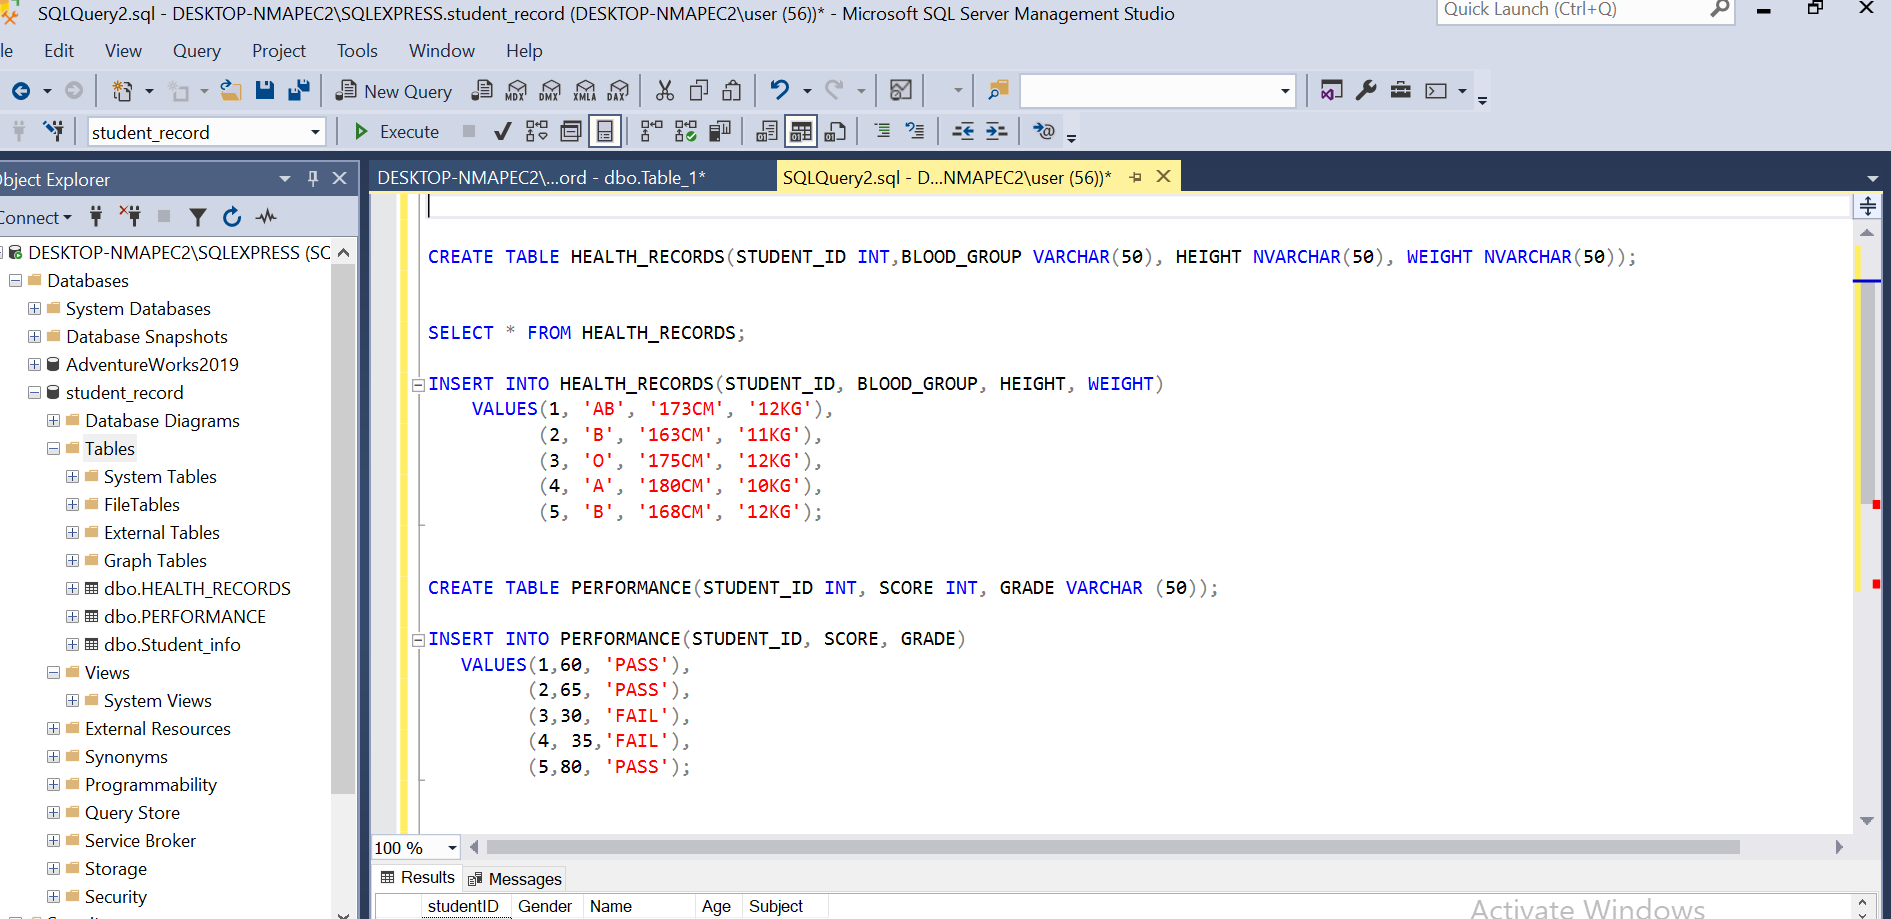 SQLQuery2.sql - DESKTOP-NMAPEC2\SQLEXPRESS.student_record (DESKTOP-NMAPEC2\user (56))* - Microsoft SQL Server Management Studio
Quick Launch (Ctrl+Q)
le Edit View Query Project Tools Window Help
New Query MDX DMX XMLA DAX
student_record Execute
bject Explorer
DESKTOP-NMAPEC2\...ord - dbo.Table_1*
SQLQuery2.sql - D...NMAPEC2\user (56))*
Connect
DESKTOP-NMAPEC2\SQLEXPRESS (SC
Databases
System Databases
Database Snapshots
AdventureWorks2019
student_record
Database Diagrams
Tables
System Tables
FileTables
External Tables
Graph Tables
dbo.HEALTH_RECORDS
dbo.PERFORMANCE
dbo.Student_info
Views
System Views
External Resources
Synonyms
Programmability
Query Store
Service Broker
Storage
Security
CREATE TABLE HEALTH_RECORDS(STUDENT_ID INT,BLOOD_GROUP VARCHAR(50), HEIGHT NVARCHAR(50), WEIGHT NVARCHAR(50));
SELECT * FROM HEALTH_RECORDS;
INSERT INTO HEALTH_RECORDS(STUDENT_ID, BLOOD_GROUP, HEIGHT, WEIGHT)
VALUES(1, 'AB', '173CM', '12KG'),
(2, 'B', '163CM', '11KG'),
(3, 'O', '175CM', '12KG'),
(4, 'A', '180CM', '10KG'),
(5, 'B', '168CM', '12KG');
CREATE TABLE PERFORMANCE(STUDENT_ID INT, SCORE INT, GRADE VARCHAR (50));
INSERT INTO PERFORMANCE(STUDENT_ID, SCORE, GRADE)
VALUES(1,60, 'PASS'),
(2,65, 'PASS'),
(3,30, 'FAIL'),
(4, 35,'FAIL'),
(5,80, 'PASS');
100 %
Results Messages
studentID Gender Name Age Subject
Activate Windows